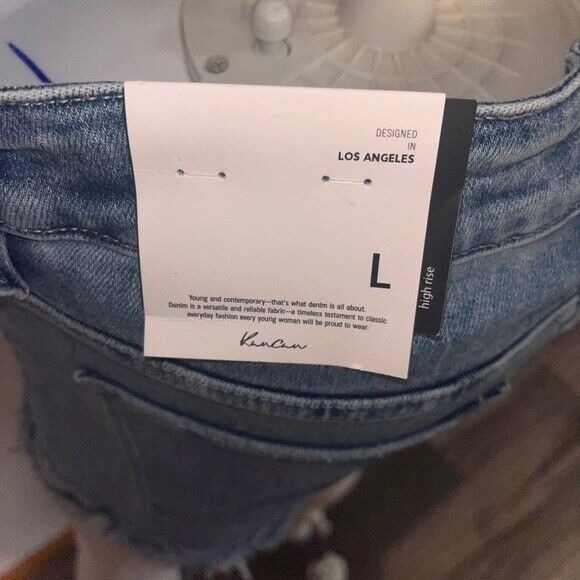 DESIGNED
IN
LOS ANGELES
L
high rise
Young and contemporary—that's what denim is all about.
Denim is a versatile and reliable fabric—a timeless testament to classic
everyday fashion every young woman will be proud to wear.
KanCan